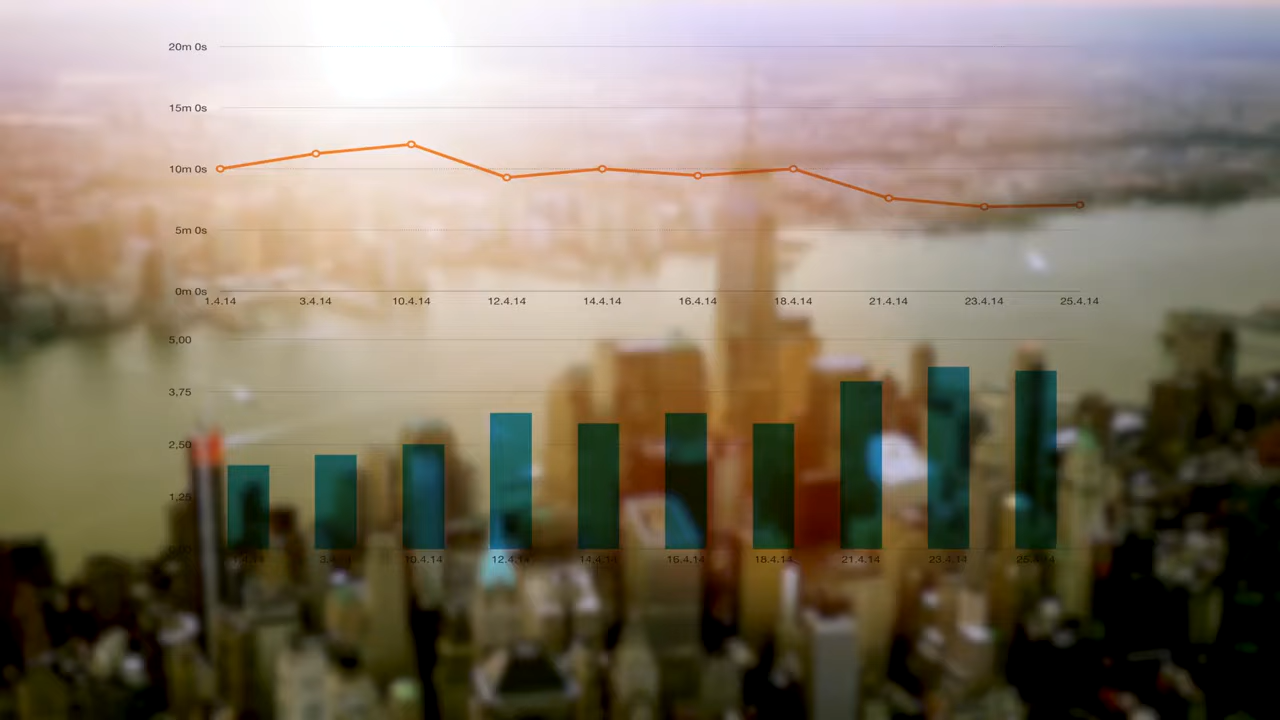 20m 0s
15m 0s
10m 0s
5m 0s
0m 0s
1.4.14 3.4.14 10.4.14 12.4.14 14.4.14 16.4.14 18.4.14 21.4.14 23.4.14 25.4.14
5,00
3,75
2,50
1,25
10.4.14 12.4.14 14.4.14 16.4.14 18.4.14 21.4.14 23.4.14